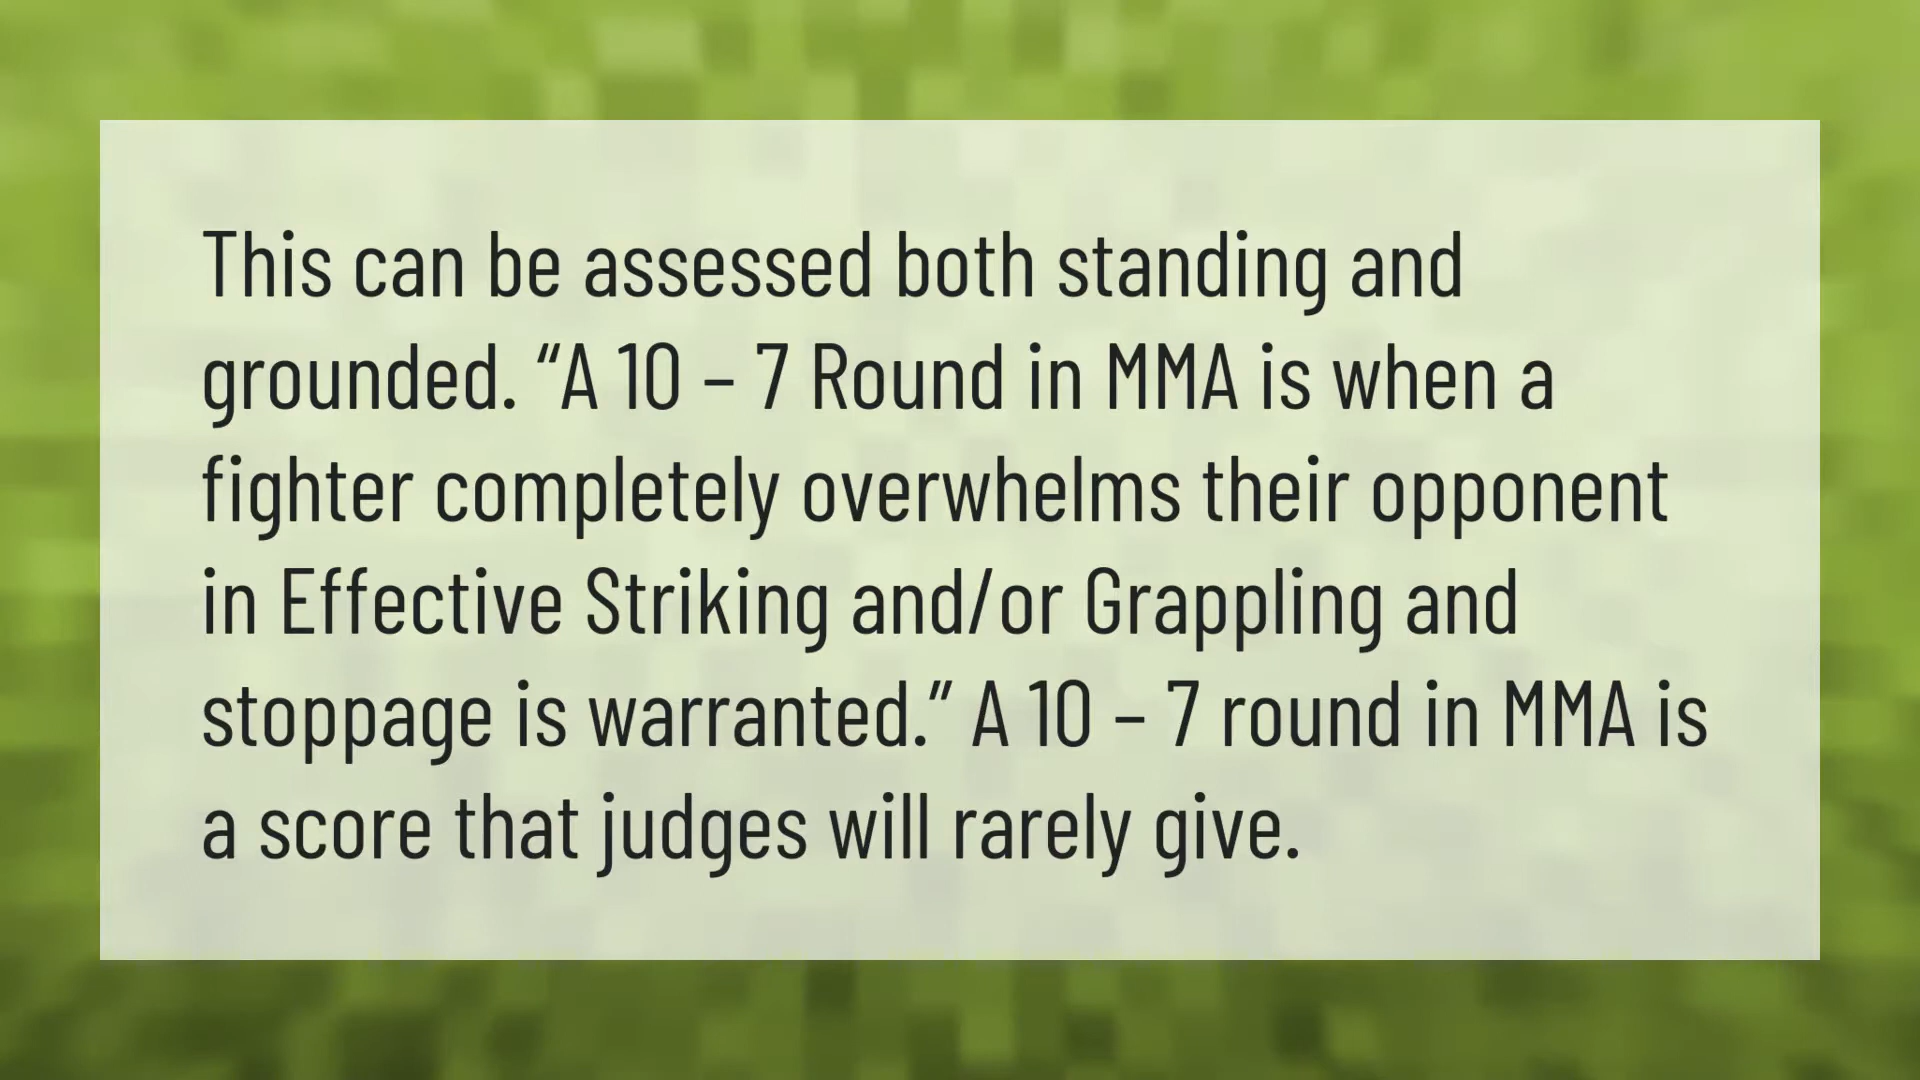 This can be assessed both standing and
grounded. “A 10 – 7 Round in MMA is when a
fighter completely overwhelms their opponent
in Effective Striking and/or Grappling and
stoppage is warranted.” A 10 – 7 round in MMA is
a score that judges will rarely give.